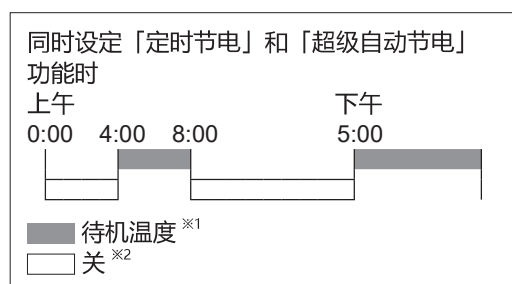 同时设定「定时节电」和「超级自动节电」
功能时
上午 下午
0:00 4:00 8:00 5:00
待机温度 ※1
关 ※2